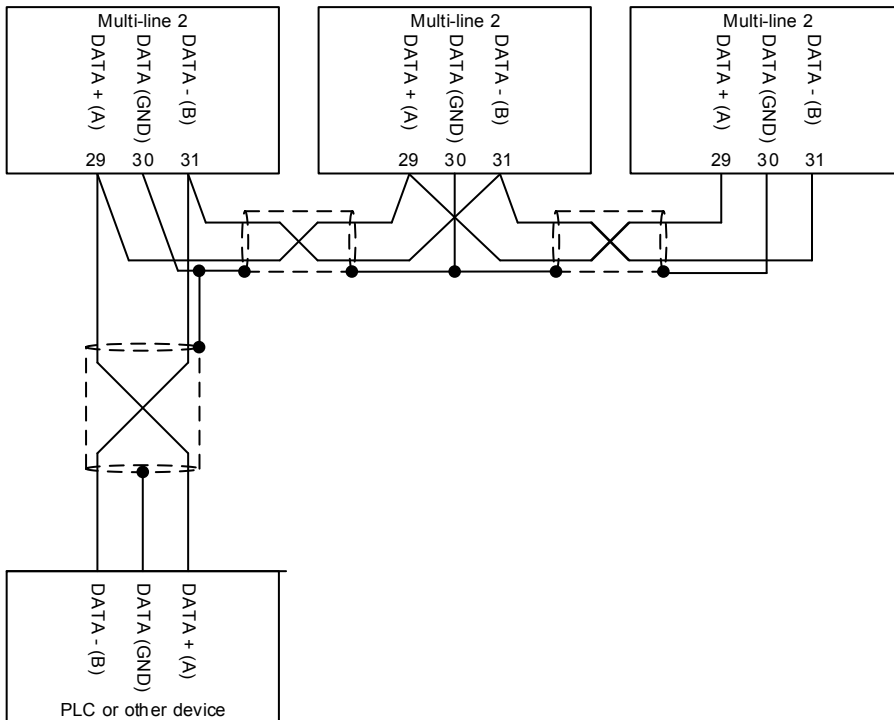 Multi-line 2
DATA + (A)
DATA (GND)
DATA - (B)
29 30 31
Multi-line 2
DATA + (A)
DATA (GND)
DATA - (B)
29 30 31
Multi-line 2
DATA + (A)
DATA (GND)
DATA - (B)
29 30 31
DATA - (B)
DATA (GND)
DATA + (A)
PLC or other device